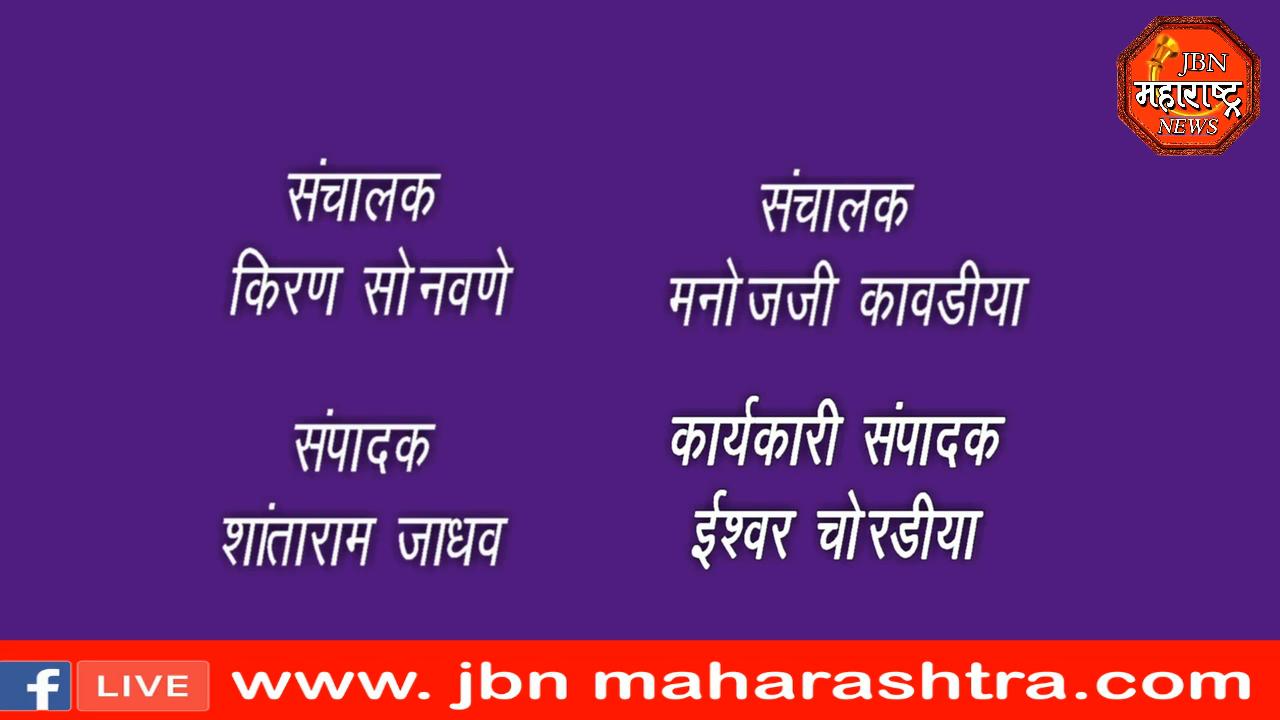 JBN
महाराष्ट्र
NEWS
संचालक
किरण सोनवणे
संचालक
मनोजजी कावडीया
संपादक
शांताराम जाधव
कार्यकारी संपादक
ईश्वर चोरडीया
f LIVE www. jbn maharashtra.com